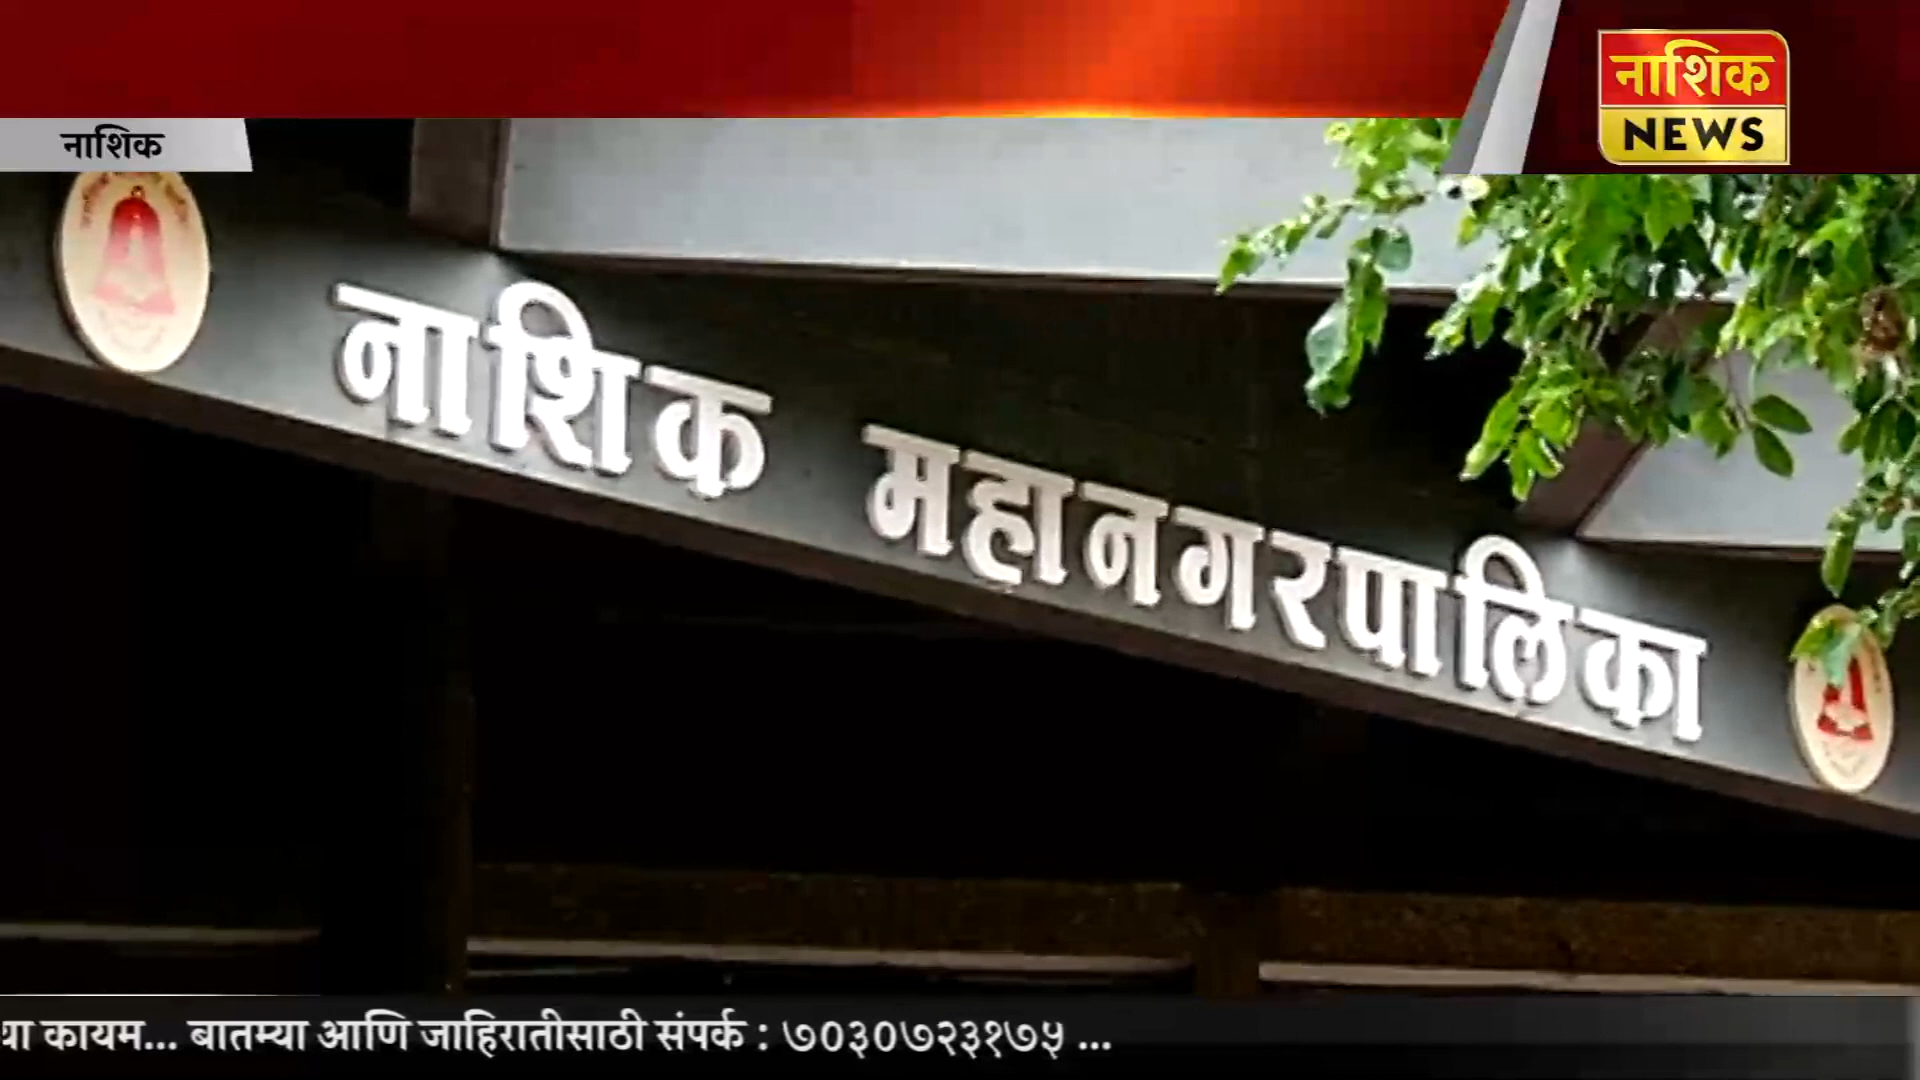 नाशिक
NEWS
नाशिक
नाशिक महानगरपालिका
कायम... बातम्या आणि जाहिरातीसाठी संपर्क : ७०३०७२३१७५ ...